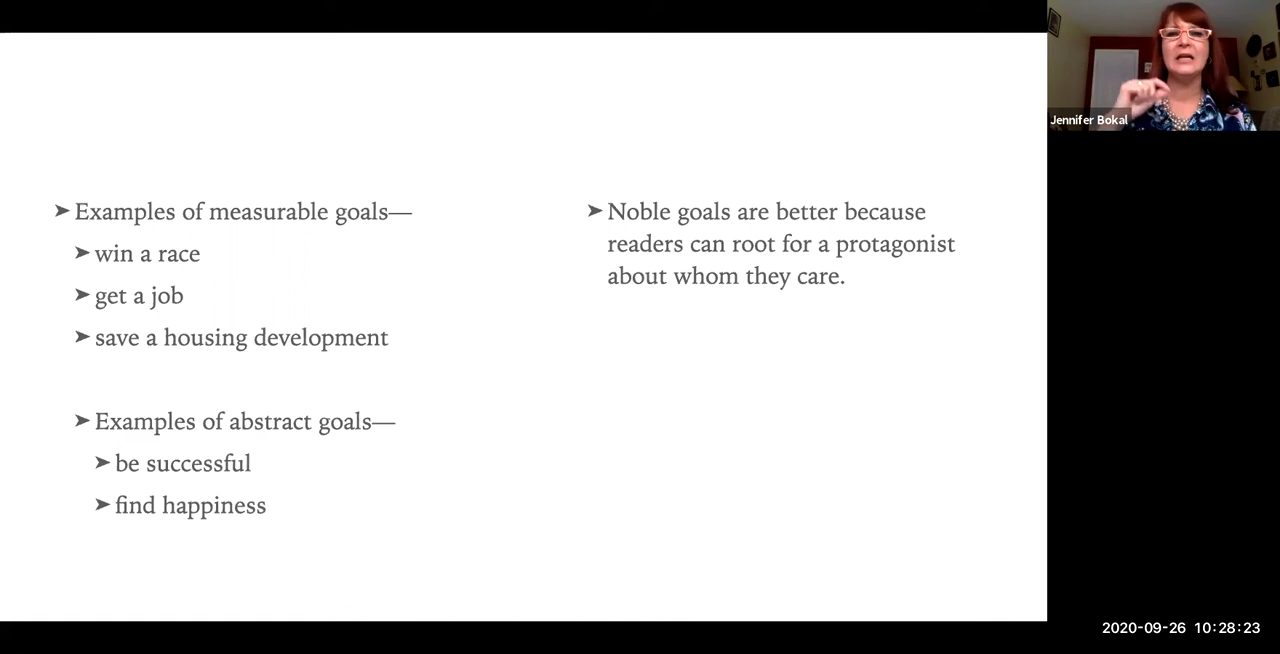 ➤ Examples of measurable goals—
➤ win a race
➤ get a job
➤ save a housing development
➤ Examples of abstract goals—
➤ be successful
➤ find happiness
➤ Noble goals are better because
readers can root for a protagonist
about whom they care.
Jennifer Bokal
2020-09-26 10:28:23